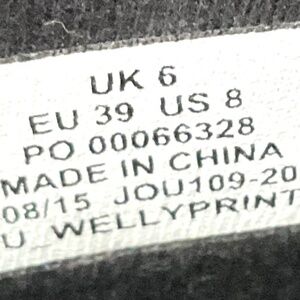 UK 6
EU 39 US 8
PO 00066328
MADE IN CHINA
08/15 JOU109-20
U_WELLYPRINT